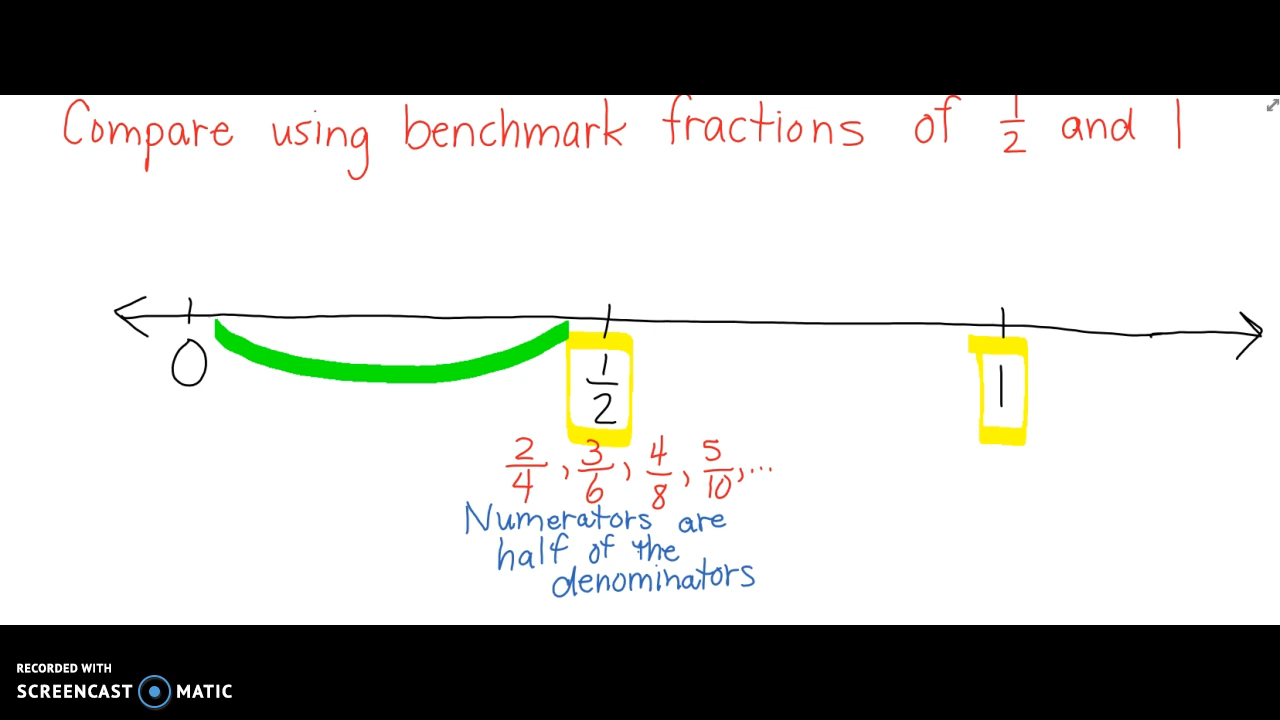 Compare using benchmark fractions of 1/2 and 1
0 1/2 1
2/4, 3/6, 4/8, 5/10, ...
Numerators are
half of the
denominators
RECORDED WITH
SCREENCAST MATIC